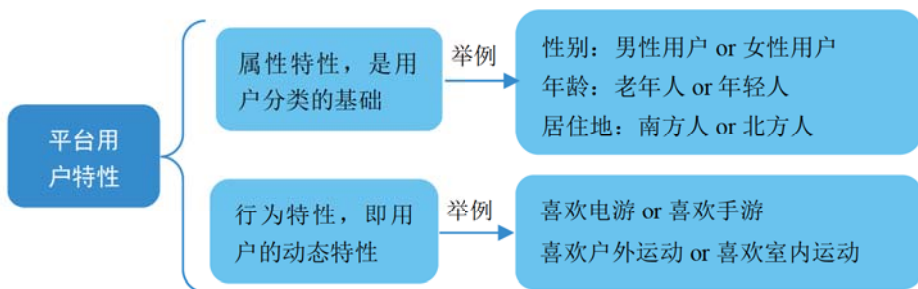 平台用
户特性
属性特性，是用
户分类的基础
举例
性别：男性用户 or 女性用户
年龄：老年人 or 年轻人
居住地：南方人 or 北方人
行为特性，即用
户的动态特性
举例
喜欢电游 or 喜欢手游
喜欢户外运动 or 喜欢室内运动